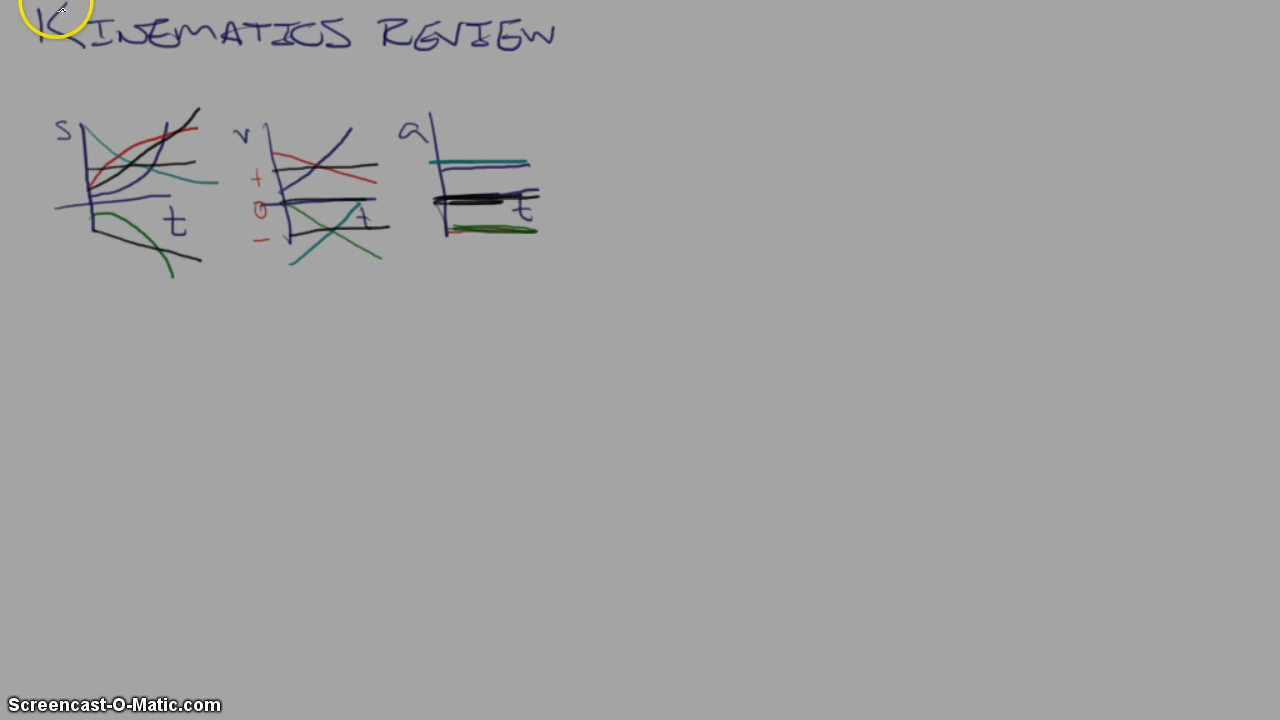 KINEMATICS REVIEW
s v a
+
0
-
t t t
Screencast-O-Matic.com